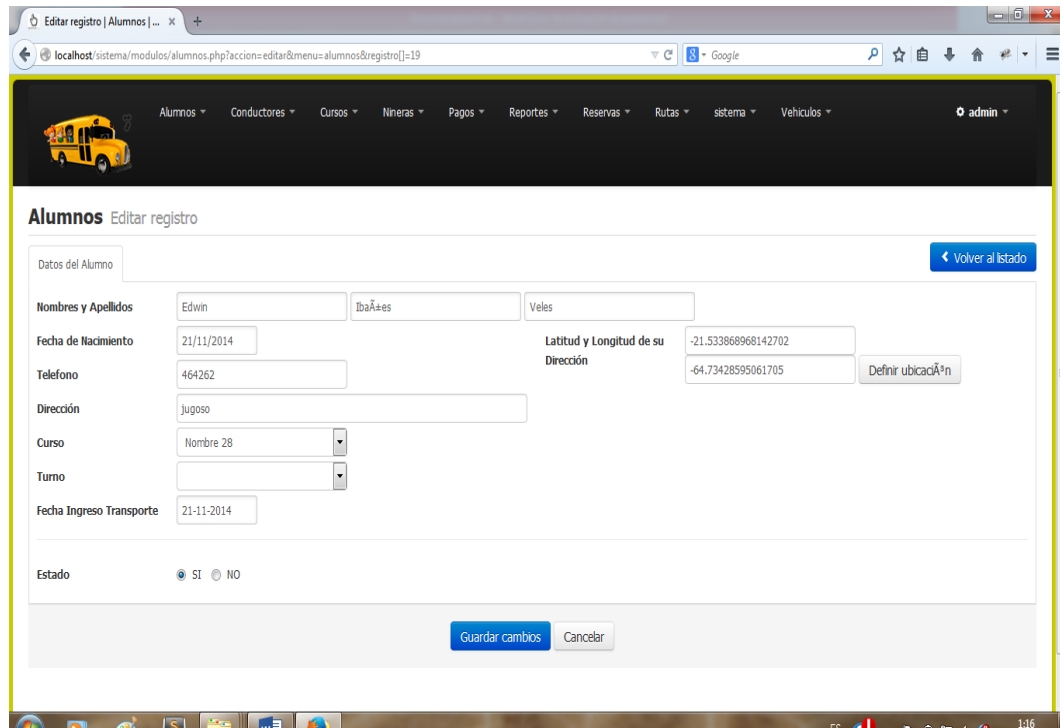 Editar registro | Alumnos | ...
localhost/sistema/modulos/alumnos.php?accion=editar&menu=alumnos&registro[]=19
Google
Alumnos Conductores Cursos Nineras Pagos Reportes Reservas Rutas sistema Vehiculos admin
Alumnos Editar registro
Datos del Alumno
Volver al listado
Nombres y Apellidos Edwin IbaÃ±es Veles
Fecha de Nacimiento 21/11/2014 Latitud y Longitud de su Dirección -21.533868968142702
Telefono 464262 -64.73428595061705 Definir ubicaciÃ³n
Dirección jugoso
Curso Nombre 28
Turno
Fecha Ingreso Transporte 21-11-2014
Estado SI NO
Guardar cambios Cancelar
ES 1:16